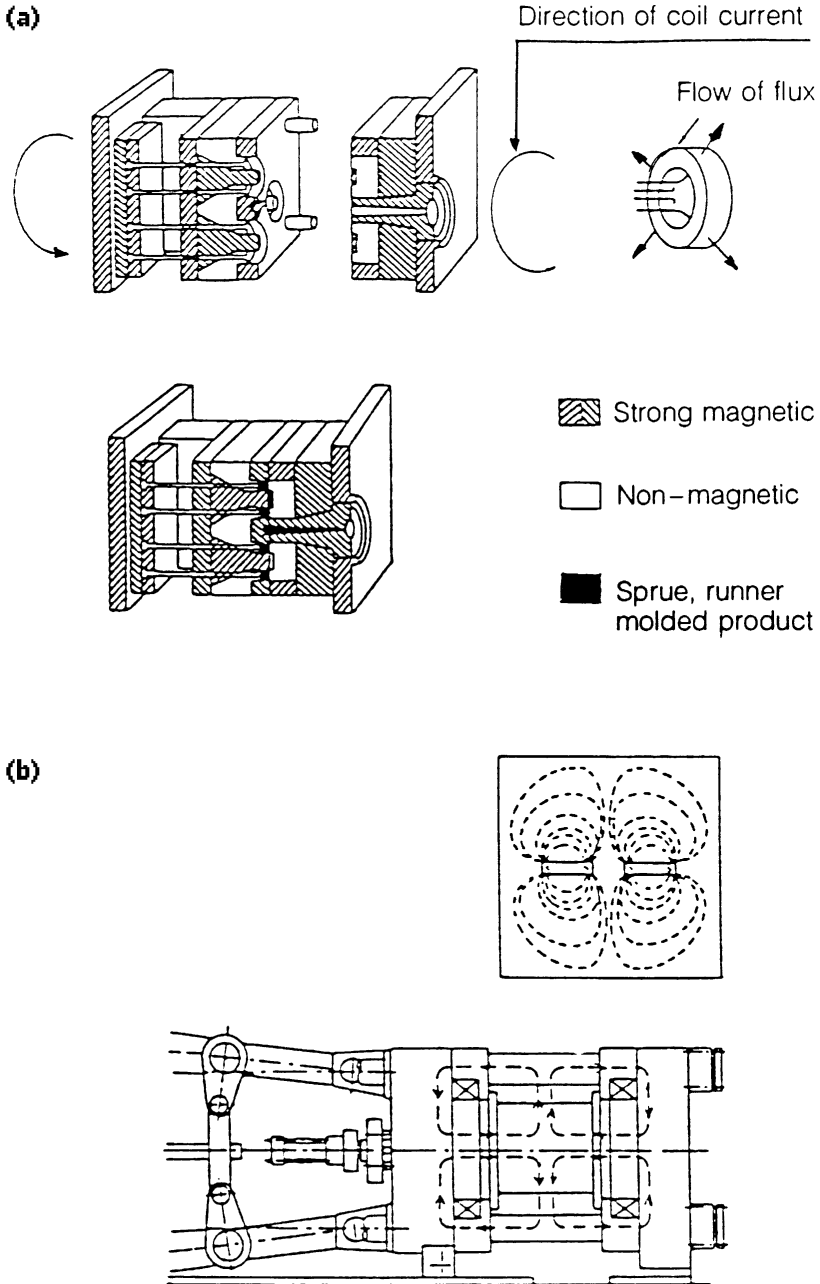 (a)
Direction of coil current
Flow of flux
Strong magnetic
Non-magnetic
Sprue, runner
molded product
(b)